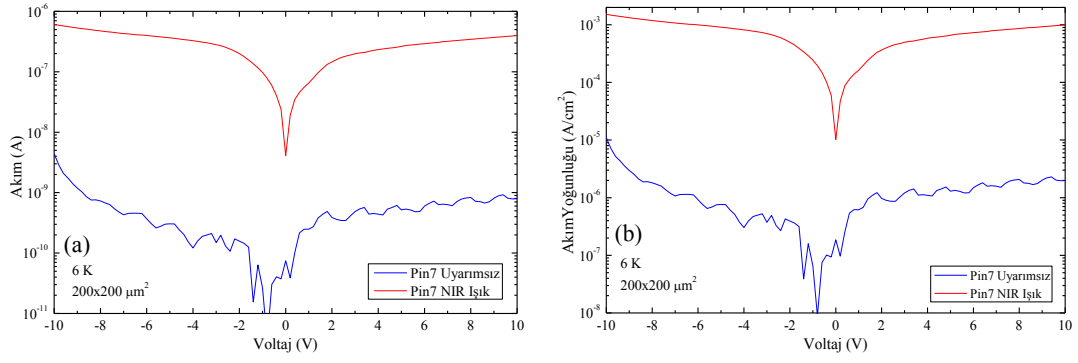 10⁻⁶
10⁻⁷
10⁻⁸
10⁻⁹
10⁻¹⁰
10⁻¹¹
Akım (A)
(a)
6 K
200x200 μm²
Pin7 Uyarımsız
Pin7 NIR Işık
-10 -8 -6 -4 -2 0 2 4 6 8 10
Voltaj (V)
10⁻³
10⁻⁴
10⁻⁵
10⁻⁶
10⁻⁷
10⁻⁸
AkımYoğunluğu (A/cm²)
(b)
6 K
200x200 μm²
Pin7 Uyarımsız
Pin7 NIR Işık
-10 -8 -6 -4 -2 0 2 4 6 8 10
Voltaj (V)